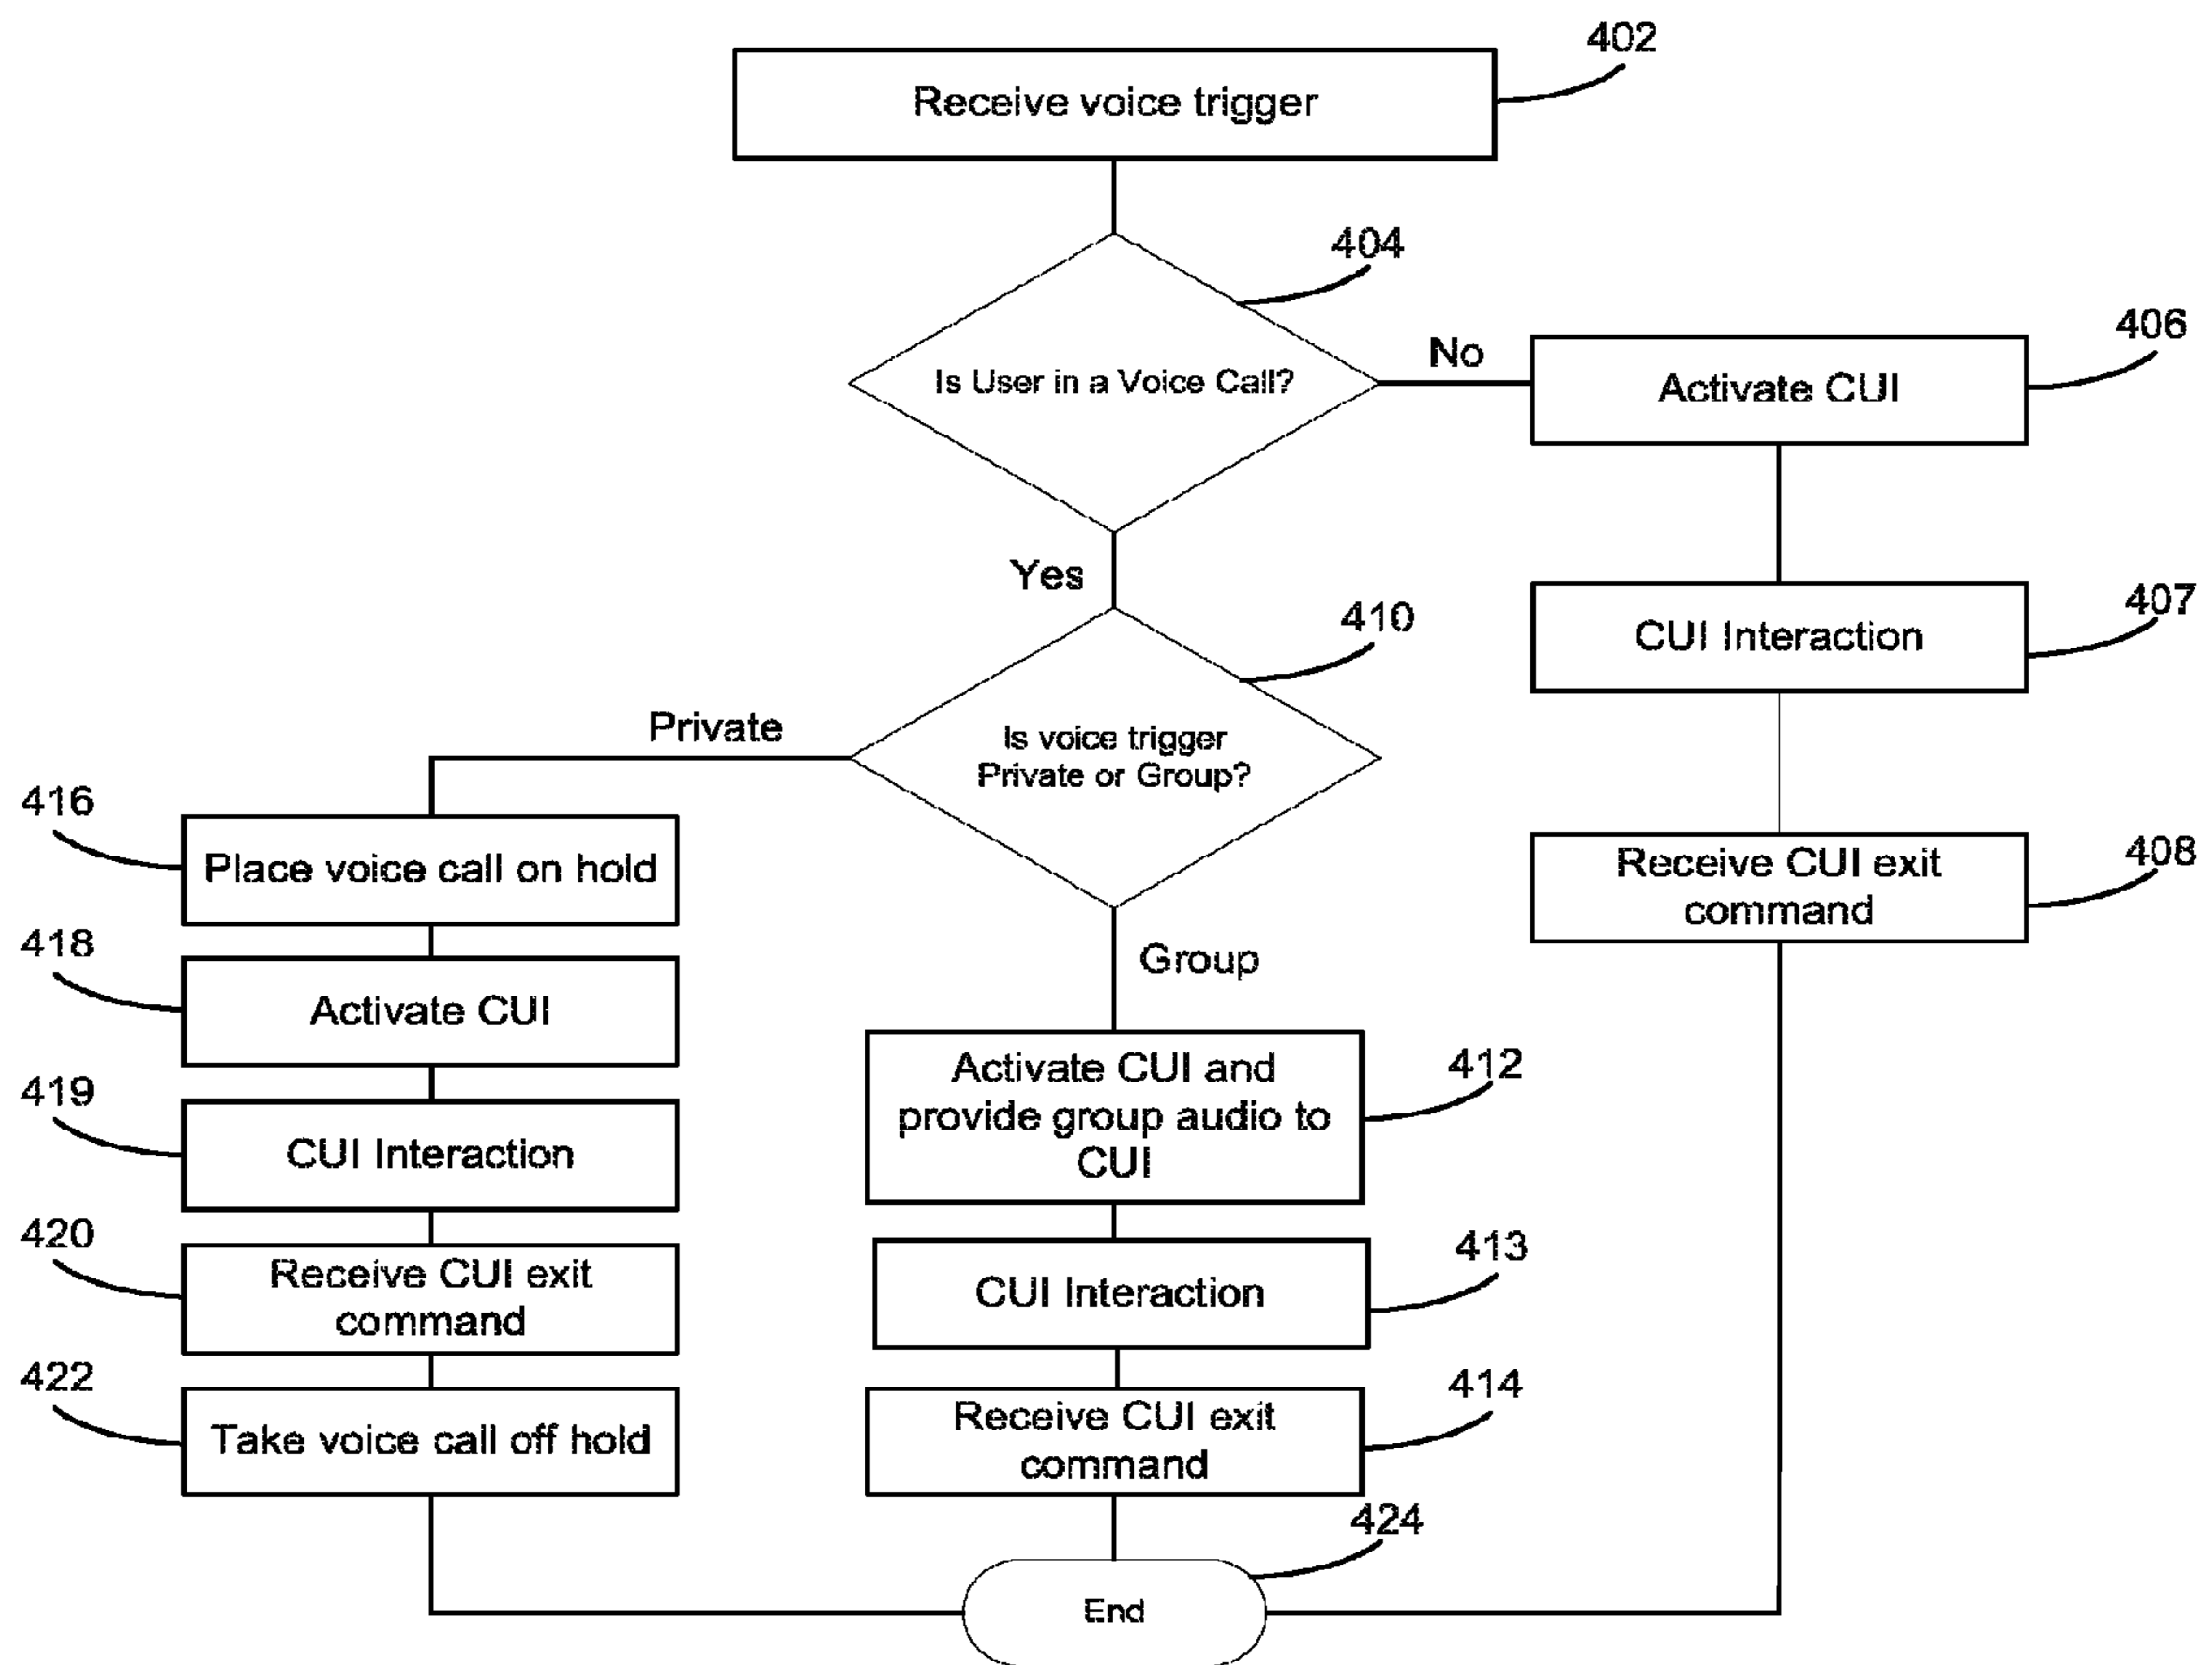 402
Receive voice trigger
404
Is User in a Voice Call?
No
406
Activate CUI
Yes
407
CUI Interaction
410
Is voice trigger
Private or Group?
Private
408
Receive CUI exit
command
416
Place voice call on hold
418
Activate CUI
Group
419
CUI Interaction
412
Activate CUI and
provide group audio to
CUI
420
Receive CUI exit
command
413
CUI Interaction
422
Take voice call off hold
414
Receive CUI exit
command
424
End